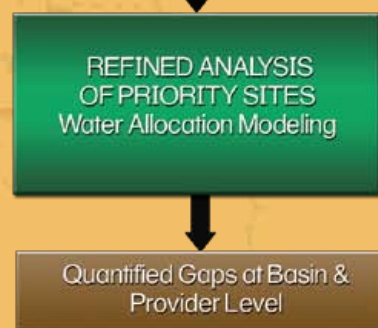 REFINED ANALYSIS
OF PRIORITY SITES
Water Allocation Modeling
Quantified Gaps at Basin &
Provider Level